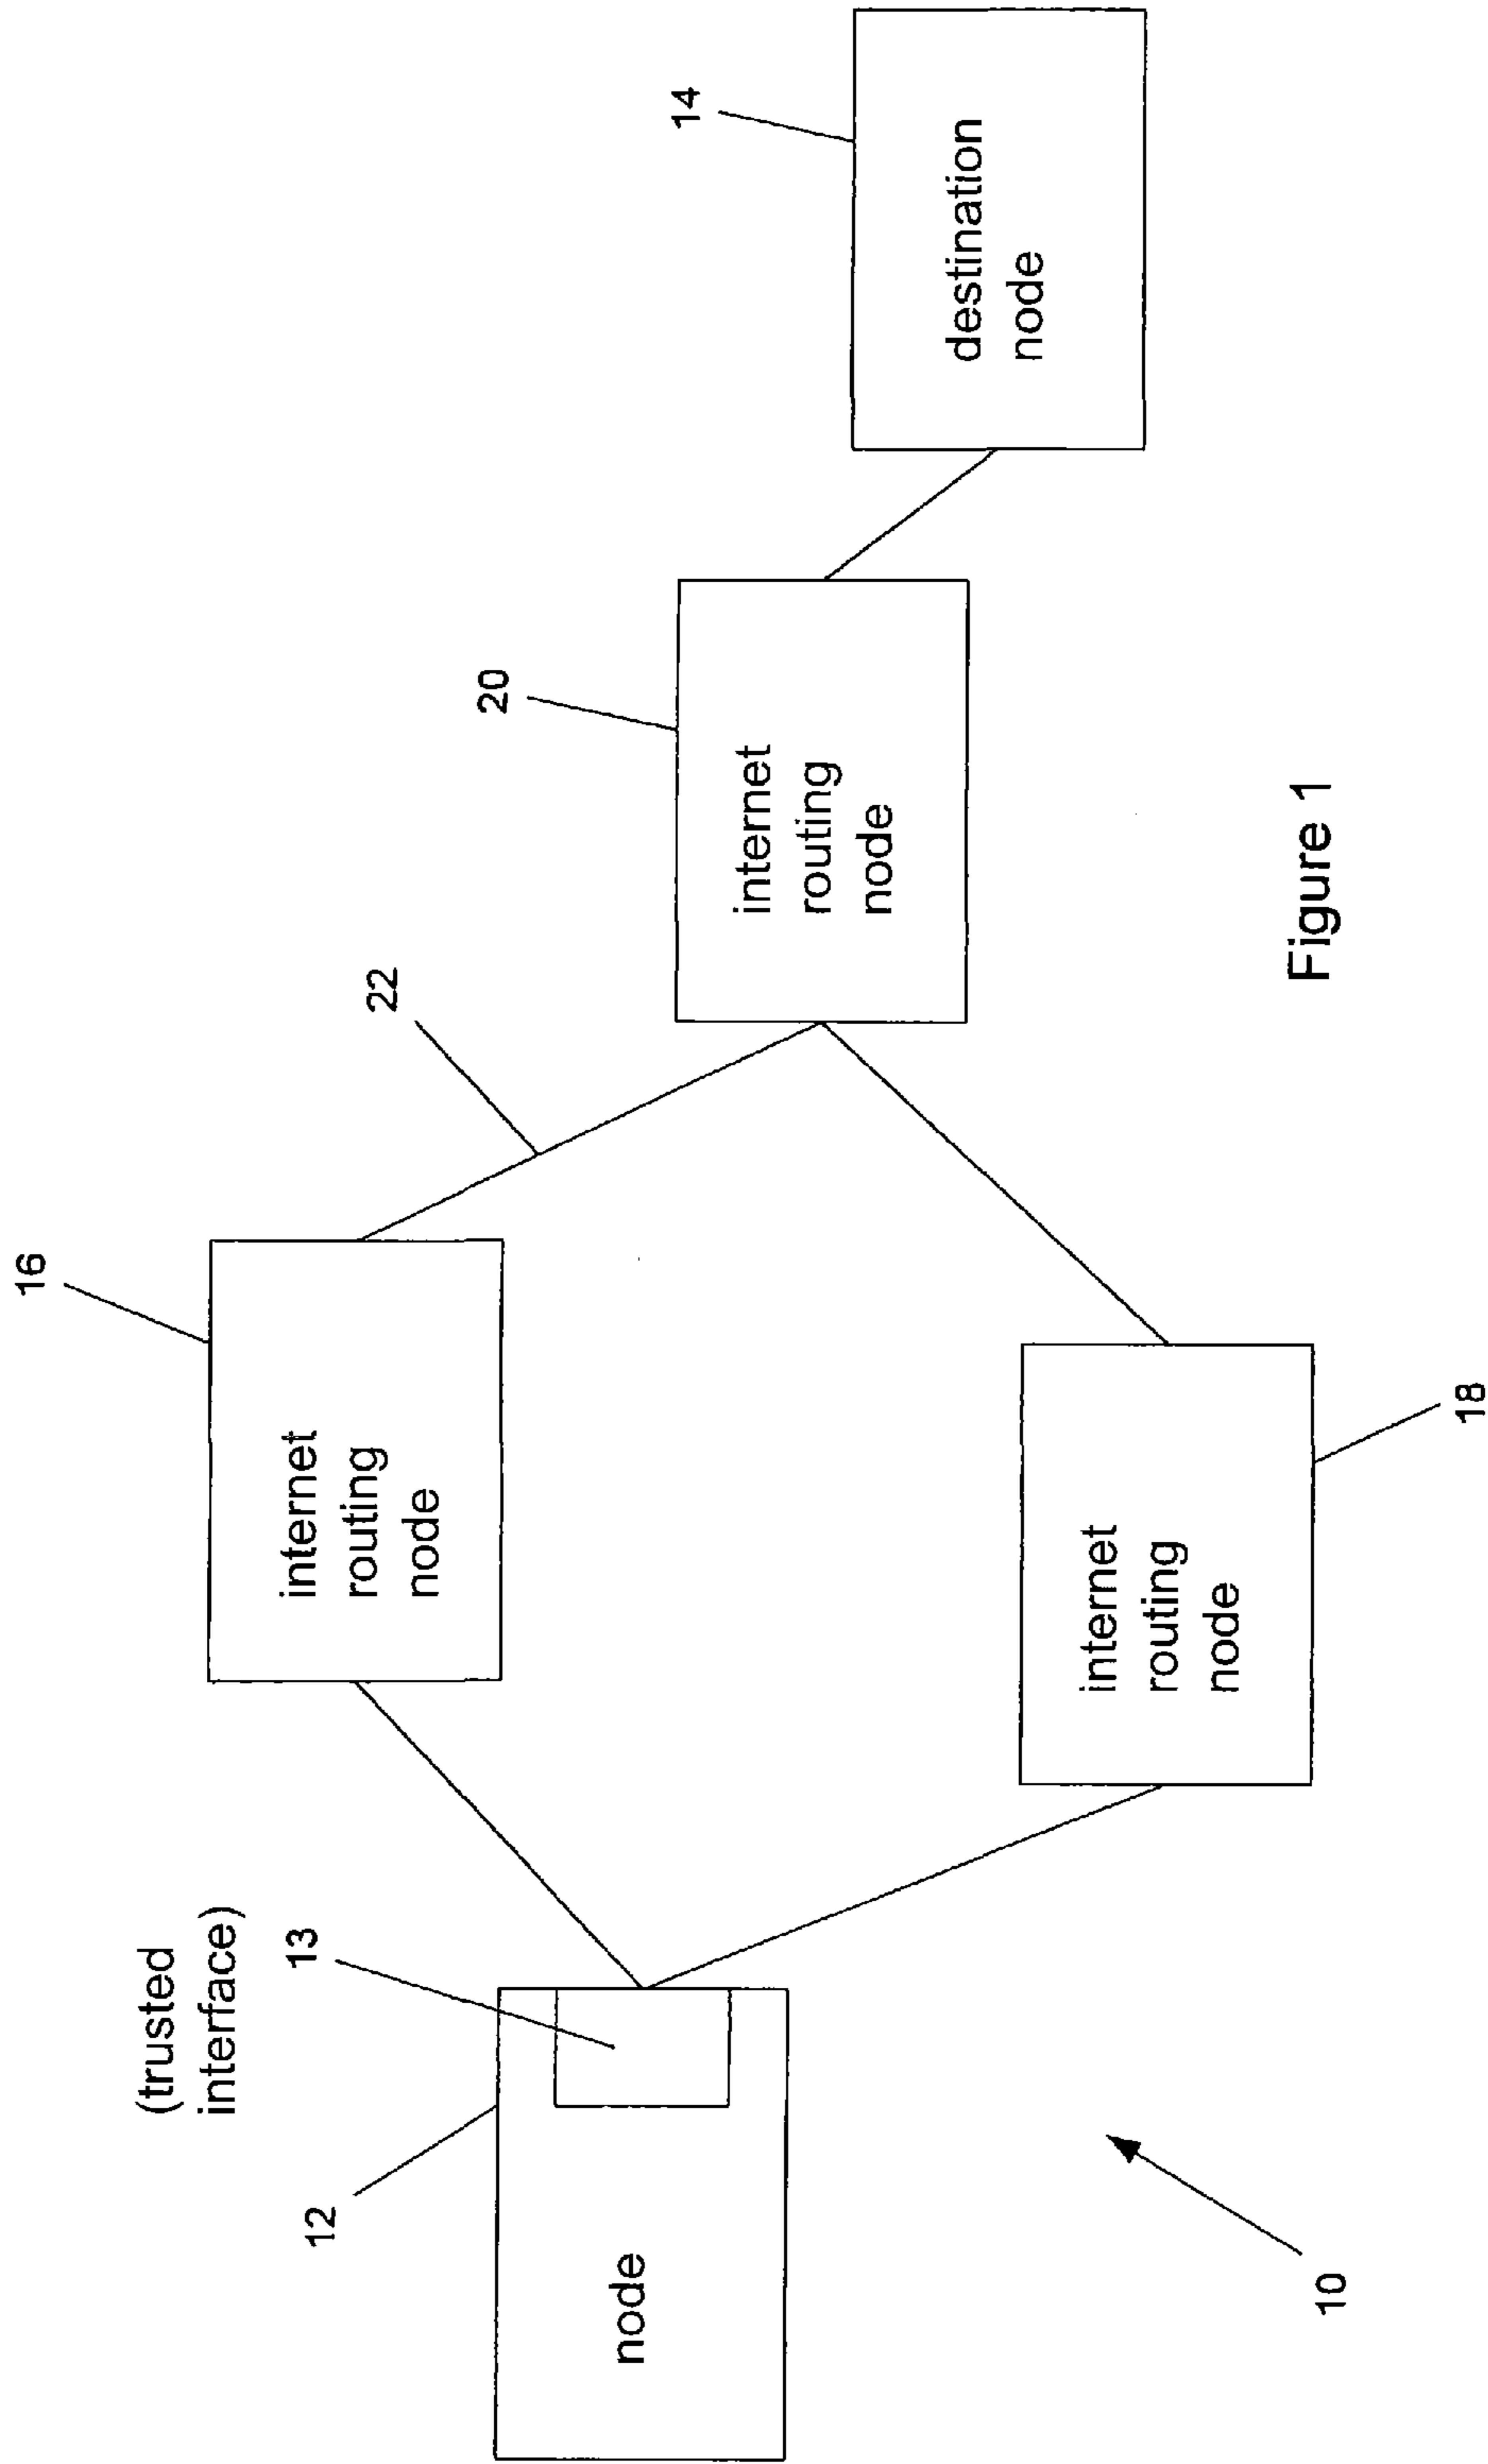 (trusted
interface)
12
13
node
16
internet
routing
node
22
20
internet
routing
node
14
destination
node
internet
routing
node
18
10
Figure 1